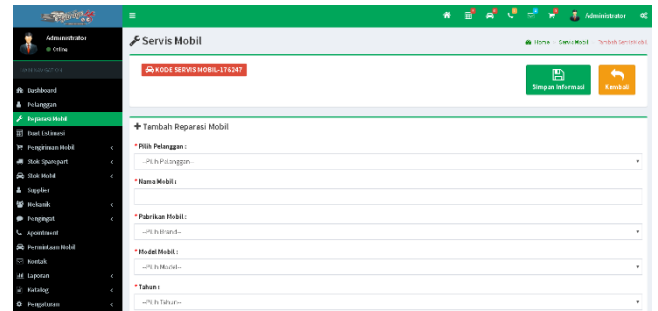 Administrator
Administrator
Online
Servis Mobil
Home
Servis Mobil
Tambah Servis Mobil
KODE SERVIS MOBIL-176247
Simpan Informasi
Kembali
Dashboard
Pelanggan
Reparasi Mobil
Buat Estimasi
Pengiriman Mobil
Stok Sparepart
Stok Mobil
Supplier
Mekanik
Pengingat
Apointment
Permintaan Mobil
Kontak
Laporan
Katalog
Pengaturan
+ Tambah Reparasi Mobil
* Pilih Pelanggan :
--Pilih Pelanggan--
* Nama Mobil :
* Pabrikan Mobil :
--Pilih Brand--
* Model Mobil :
--Pilih Model--
* Tahun :
--Pilih Tahun--